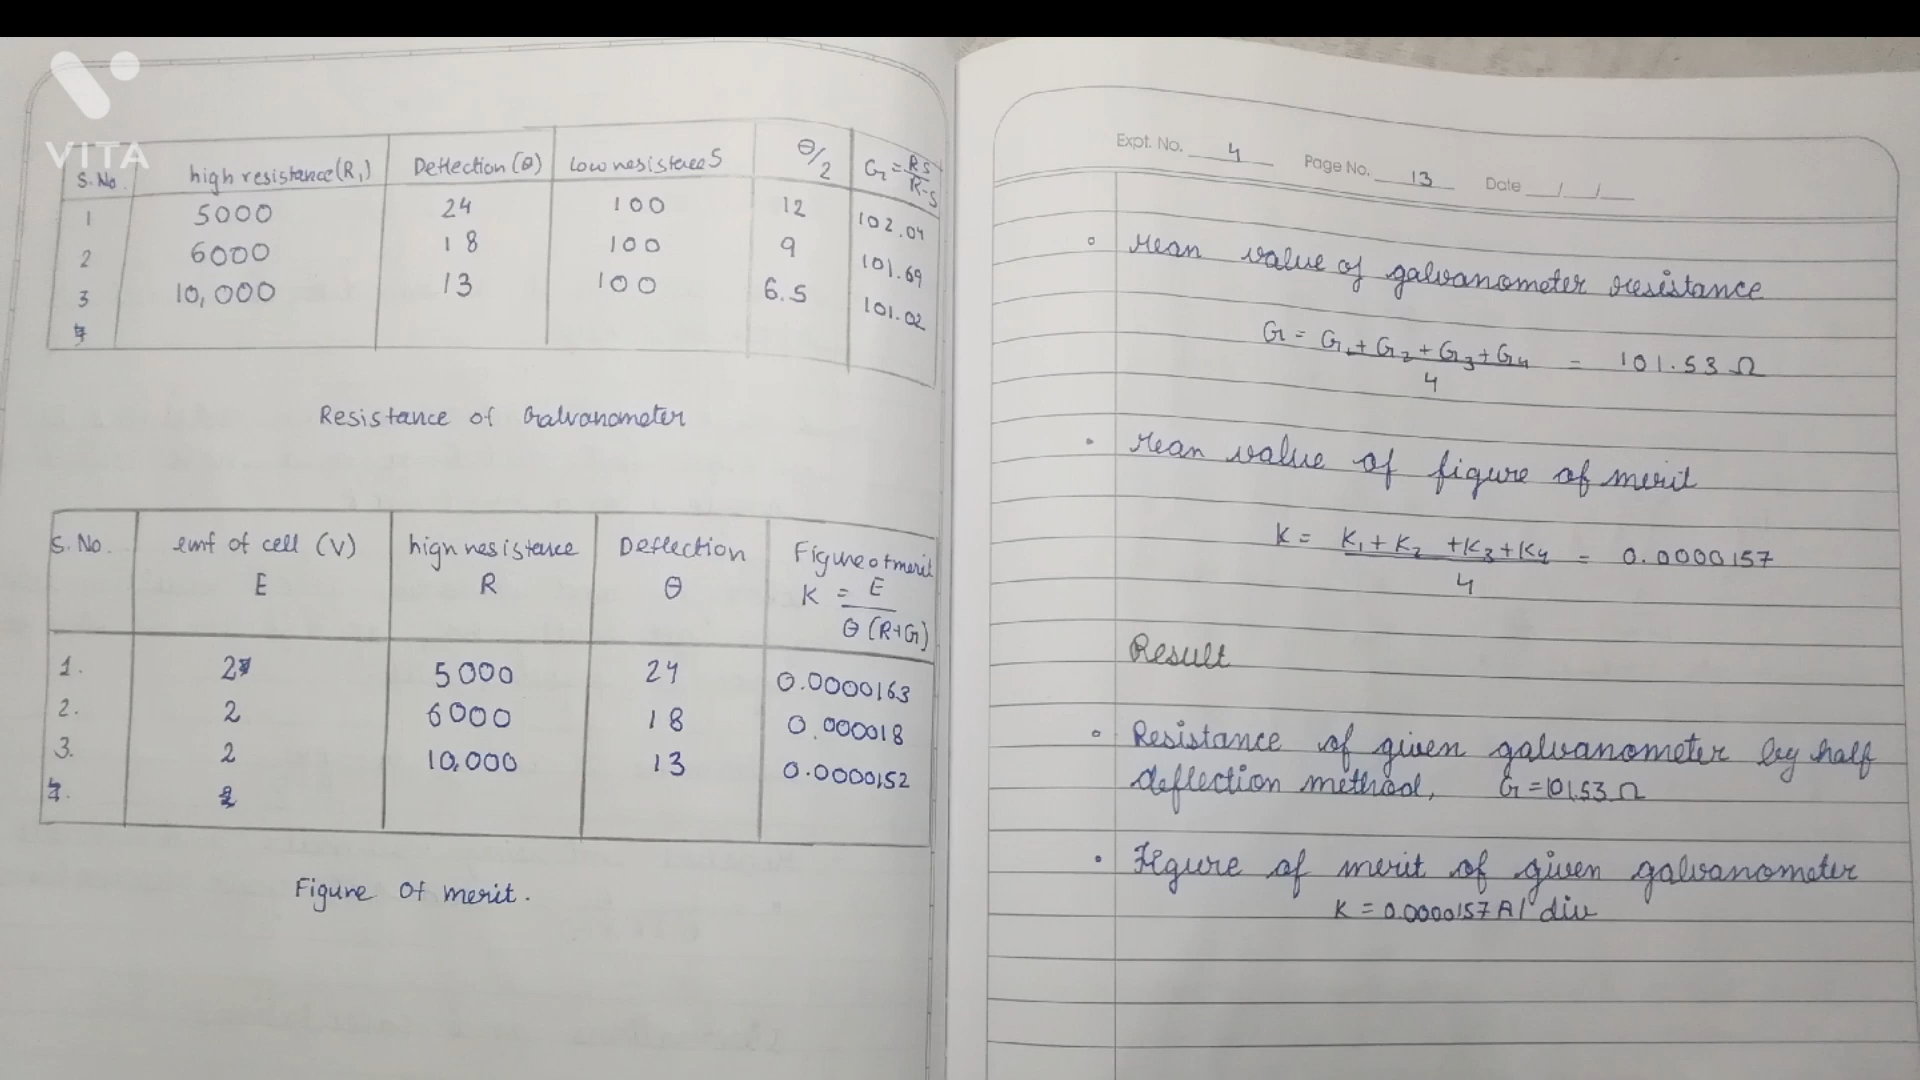 VITA
S.No. high resistance (R₁) Deflection (θ) Low resistance S θ/2 G = RS/R-S
1 5000 24 100 12 102.04
2 6000 18 100 9 101.69
3 10,000 13 100 6.5 101.02
4
Resistance of Galvanometer
S. No. emf of cell (V) E high resistance R Deflection θ Figure of merit K = E/θ(R+G)
1. 2 5000 24 0.0000163
2. 2 6000 18 0.000018
3. 2 10,000 13 0.0000152
4. 2
Figure Of merit.
Expt. No. 4 Page No. 13 Date / /
Mean value of galvanometer resistance
G = G₁ + G₂ + G₃ + G₄ / 4 = 101.53 Ω
Mean value of figure of merit
K = K₁ + K₂ + K₃ + K₄ / 4 = 0.0000157
Result
Resistance of given galvanometer by half
deflection method, G = 101.53 Ω
Figure of merit of given galvanometer
K = 0.0000157 A/div